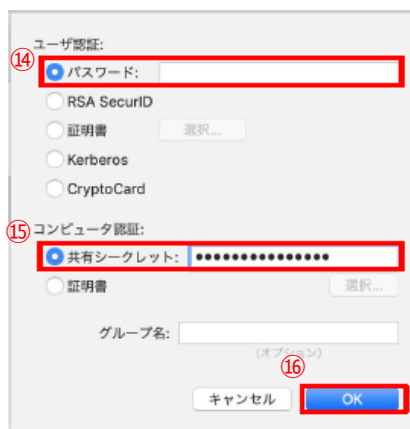 ユーザ認証:
⑭
パスワード:
RSA SecurID
証明書 選択...
Kerberos
CryptoCard
⑮ コンピュータ認証:
共有シークレット: •••••••••••••••
証明書 選択...
グループ名:
(オプション)
⑯
キャンセル OK